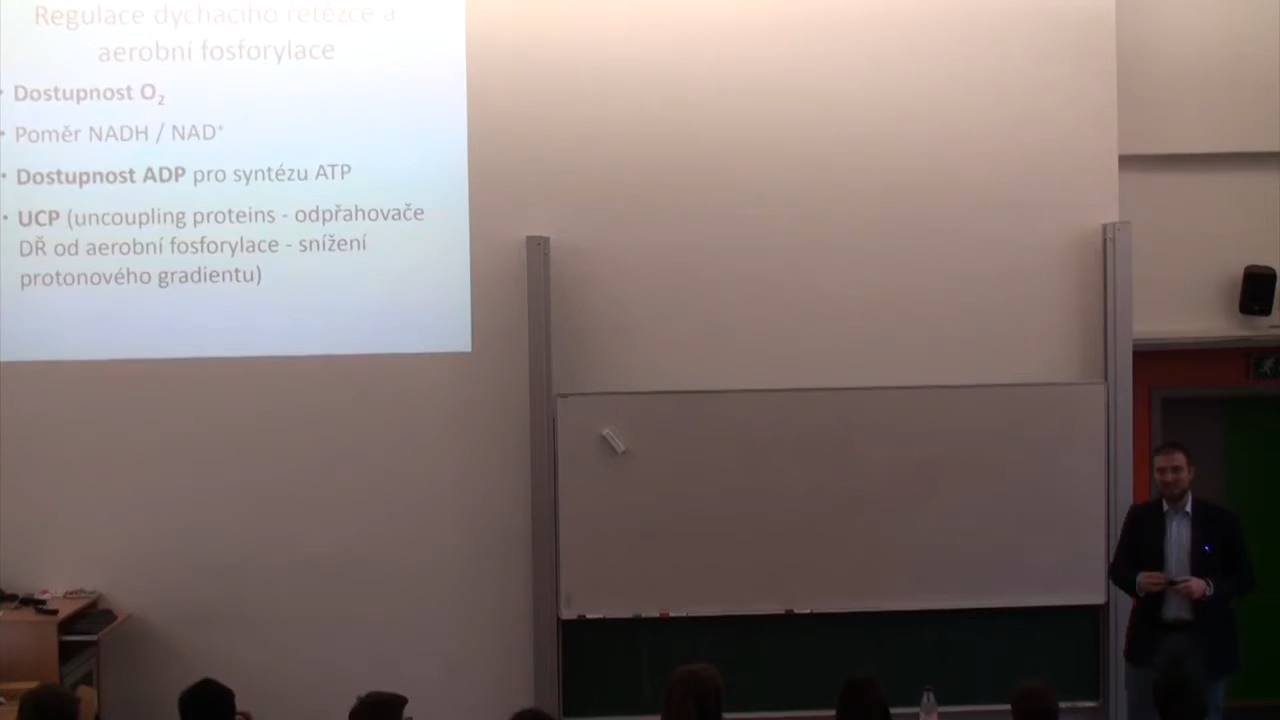 Regulace dýchacího řetězce a
aerobní fosforylace
• Dostupnost O₂
• Poměr NADH / NAD⁺
• Dostupnost ADP pro syntézu ATP
• UCP (uncoupling proteins - odpřahovače
DŘ od aerobní fosforylace - snížení
protonového gradientu)